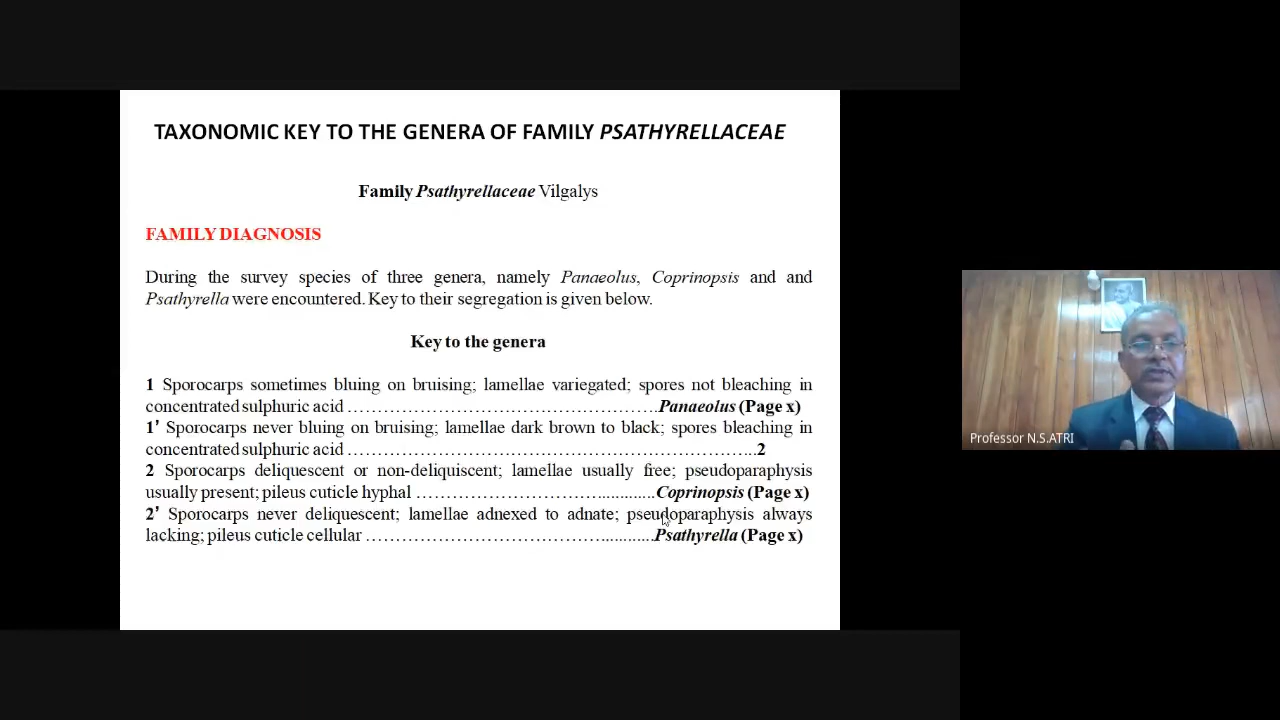 TAXONOMIC KEY TO THE GENERA OF FAMILY PSATHYRELLACEAE
Family Psathyrellaceae Vilgalys
FAMILY DIAGNOSIS
During the survey species of three genera, namely Panaeolus, Coprinopsis and and
Psathyrella were encountered. Key to their segregation is given below.
Key to the genera
1 Sporocarps sometimes bluing on bruising; lamellae variegated; spores not bleaching in
concentrated sulphuric acid ……………………………………………….Panaeolus (Page x)
1' Sporocarps never bluing on bruising; lamellae dark brown to black; spores bleaching in
concentrated sulphuric acid ……………………………………………………………..2
2 Sporocarps deliquescent or non-deliquiscent; lamellae usually free; pseudoparaphysis
usually present; pileus cuticle hyphal …………………………..............Coprinopsis (Page x)
2' Sporocarps never deliquescent; lamellae adnexed to adnate; pseudoparaphysis always
lacking; pileus cuticle cellular …………………………………............Psathyrella (Page x)
Professor N.S.ATRI